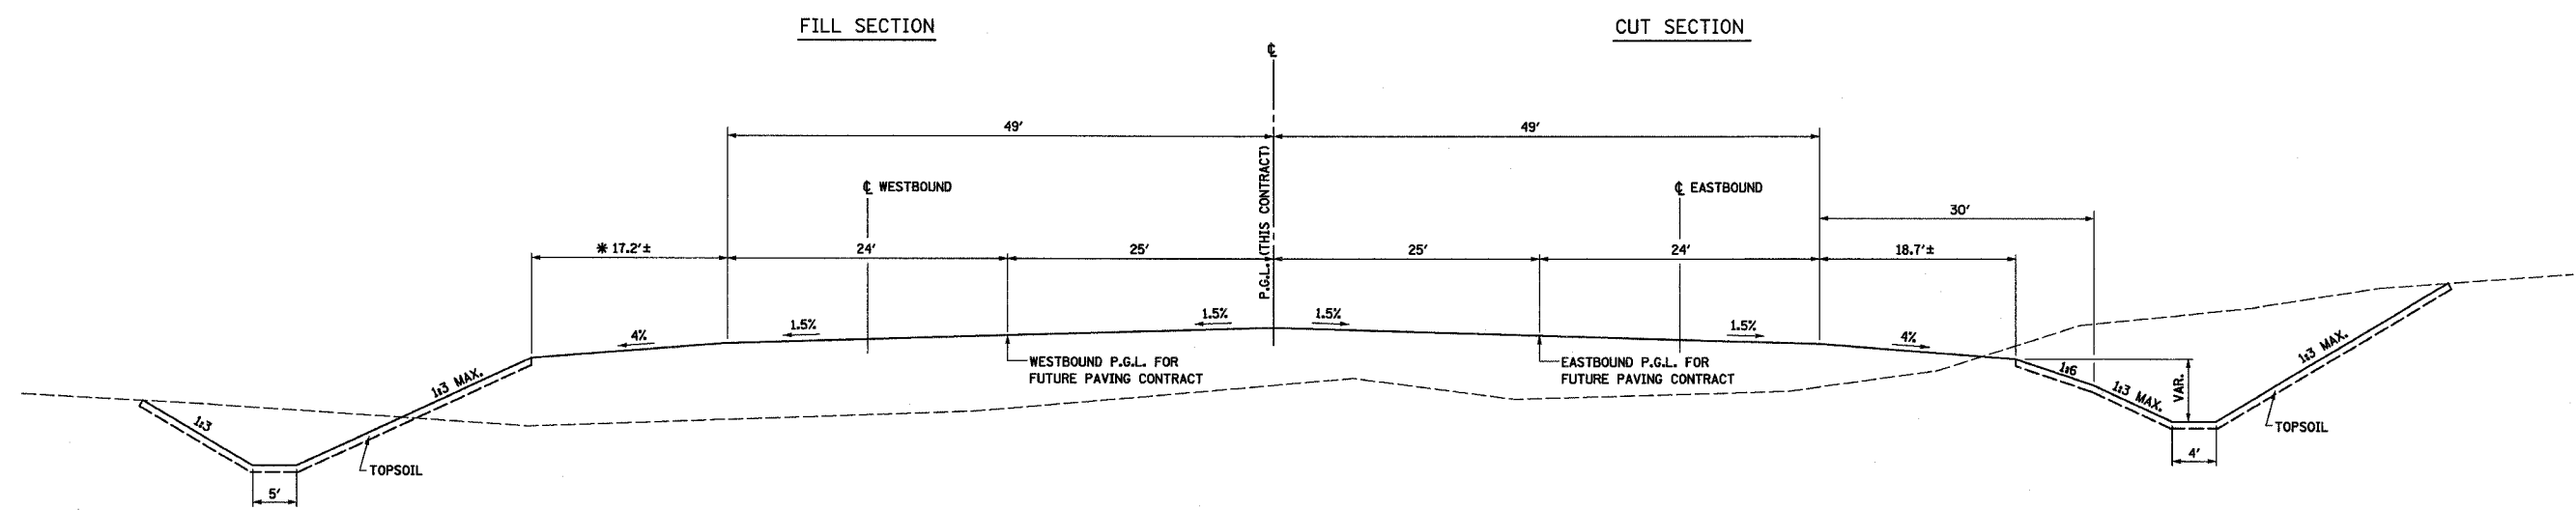 FILL SECTION
CUT SECTION
℄
49'
49'
P.G.L. (THIS CONTRACT)
℄ WESTBOUND
℄ EASTBOUND
30'
* 17.2'±
24'
25'
25'
24'
18.7'±
4%
1.5%
1.5%
1.5%
1.5%
4%
WESTBOUND P.G.L. FOR
FUTURE PAVING CONTRACT
EASTBOUND P.G.L. FOR
FUTURE PAVING CONTRACT
1:3
1:3 MAX.
1:6
1:3 MAX.
VAR.
1:3 MAX.
TOPSOIL
TOPSOIL
5'
4'